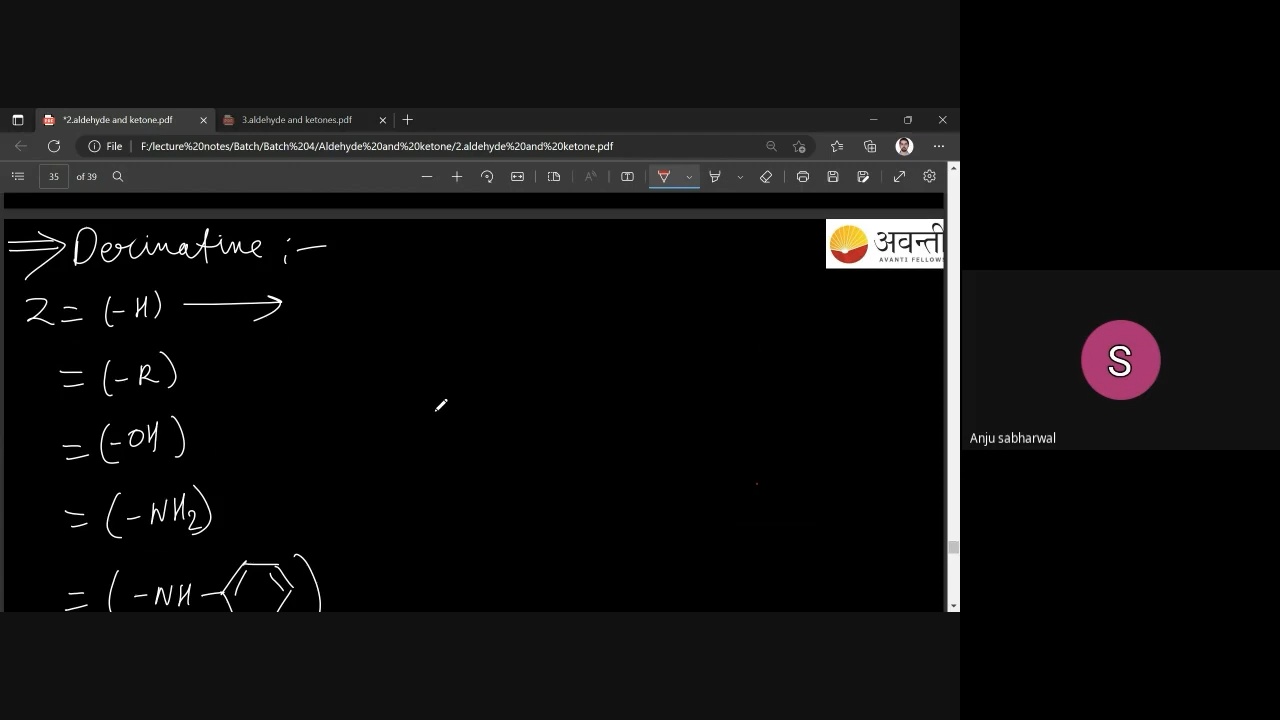 *2.aldehyde and ketone.pdf
3.aldehyde and ketones.pdf
File
F:/lecture%20notes/Batch/Batch%204/Aldehyde%20and%20ketone/2.aldehyde%20and%20ketone.pdf
35 of 39
⇒ Derivative :-
अवन्ती
AVANTI FELLOWS
Z = (-H) ⟶
= (-R)
= (-OH)
= (-NH2)
= (-NH-
S
Anju sabharwal